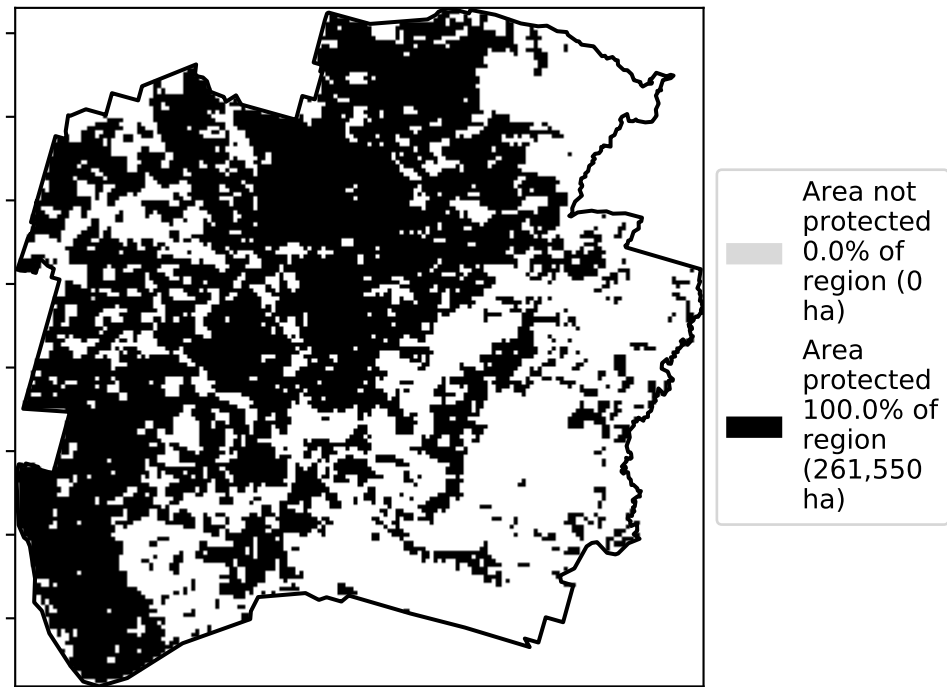 Area not
protected
0.0% of
region (0
ha)
Area
protected
100.0% of
region
(261,550
ha)